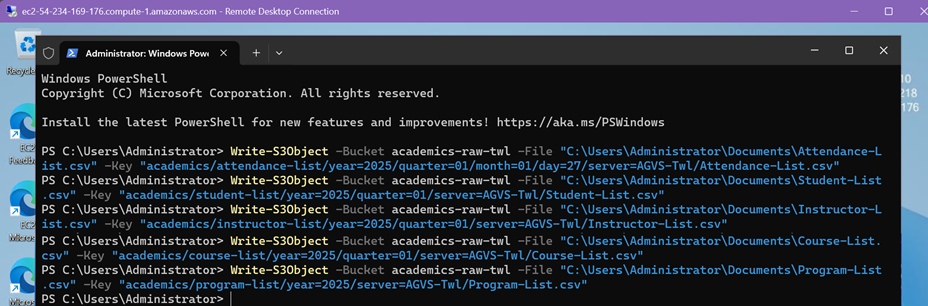 ec2-54-234-169-176.compute-1.amazonaws.com - Remote Desktop Connection
Recycle
Administrator: Windows Powe
Windows PowerShell
Copyright (C) Microsoft Corporation. All rights reserved.
Install the latest PowerShell for new features and improvements! https://aka.ms/PSWindows
PS C:\Users\Administrator> Write-S3Object -Bucket academics-raw-twl -File "C:\Users\Administrator\Documents\Attendance-L
ist.csv" -Key "academics/attendance-list/year=2025/quarter=01/month=01/day=27/server=AGVS-Twl/Attendance-List.csv"
PS C:\Users\Administrator> Write-S3Object -Bucket academics-raw-twl -File "C:\Users\Administrator\Documents\Student-List
.csv" -Key "academics/student-list/year=2025/quarter=01/server=AGVS-Twl/Student-List.csv"
PS C:\Users\Administrator> Write-S3Object -Bucket academics-raw-twl -File "C:\Users\Administrator\Documents\Instructor-L
ist.csv" -Key "academics/instructor-list/year=2025/quarter=01/server=AGVS-Twl/Instructor-List.csv"
PS C:\Users\Administrator> Write-S3Object -Bucket academics-raw-twl -File "C:\Users\Administrator\Documents\Course-List.
csv" -Key "academics/course-list/year=2025/quarter=01/server=AGVS-Twl/Course-List.csv"
PS C:\Users\Administrator> Write-S3Object -Bucket academics-raw-twl -File "C:\Users\Administrator\Documents\Program-List
.csv" -Key "academics/program-list/year=2025/server=AGVS-Twl/Program-List.csv"
PS C:\Users\Administrator>
EC2
Feedb
EC2
Micros
Micros
10
218
176